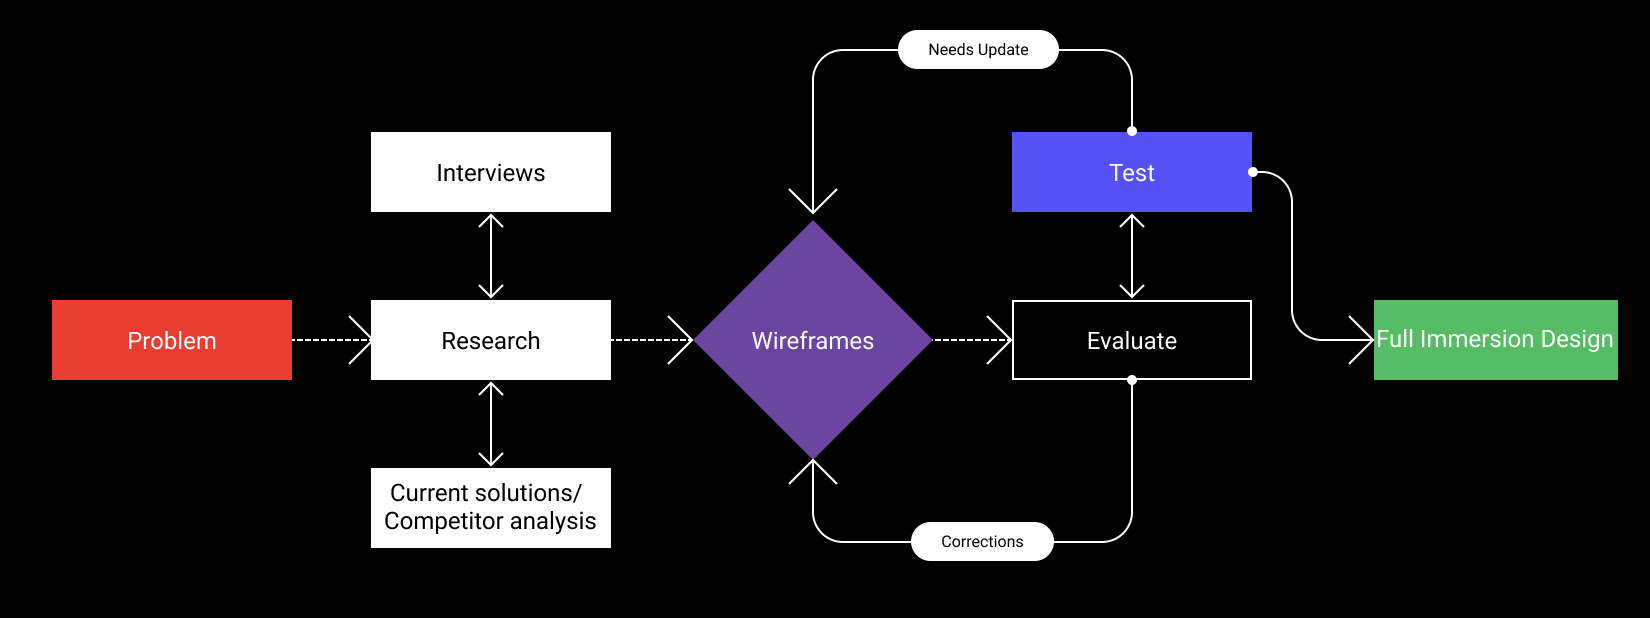 Needs Update
Interviews
Test
Problem
Research
Wireframes
Evaluate
Full Immersion Design
Current solutions/
Competitor analysis
Corrections